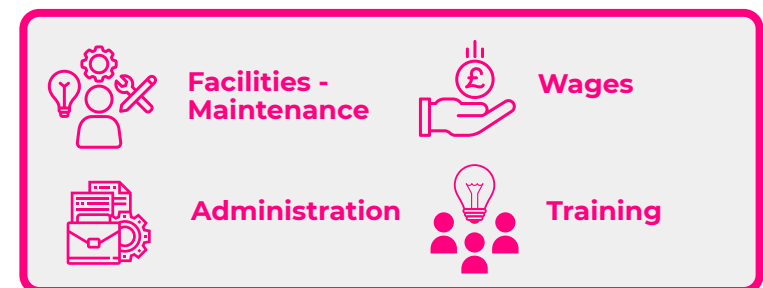 Facilities -
Maintenance
£
Wages
Administration
Training